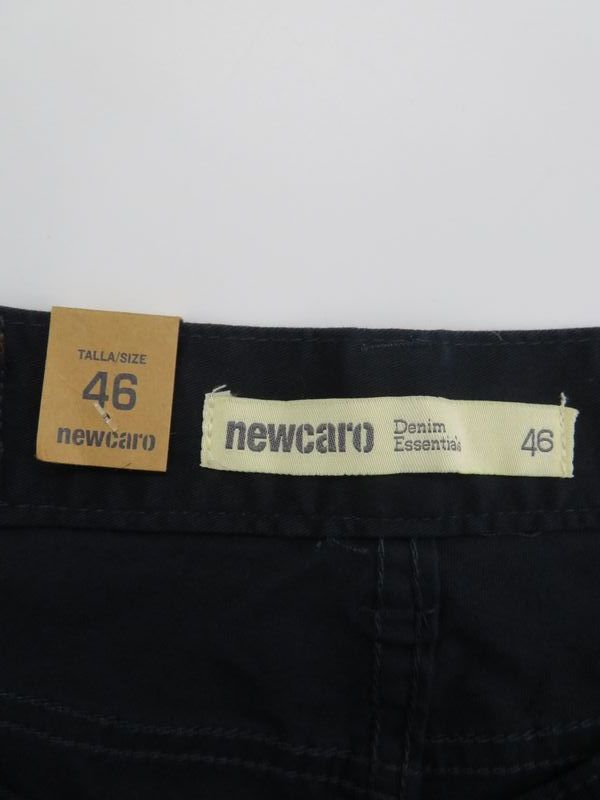 TALLA/SIZE
46
newcaro
newcaro
Denim
Essentials
46